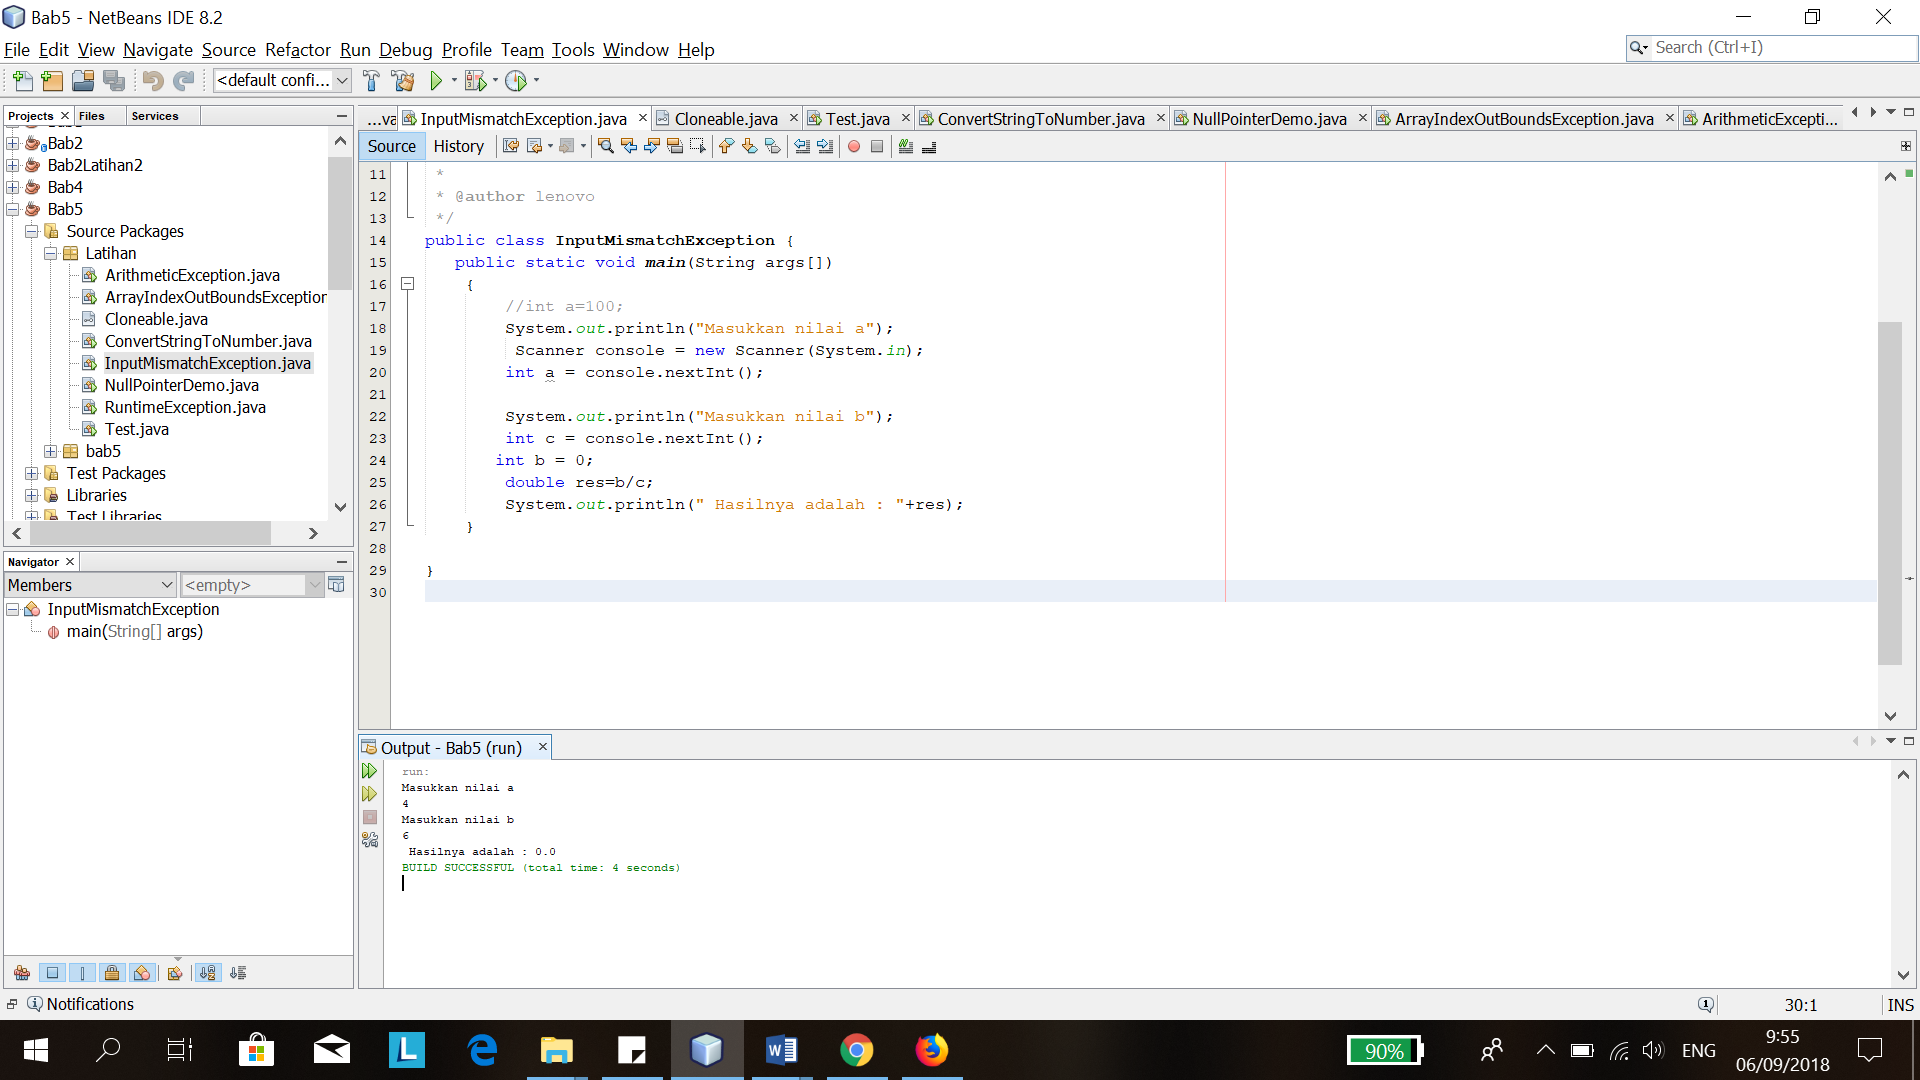 Bab5 - NetBeans IDE 8.2
File Edit View Navigate Source Refactor Run Debug Profile Team Tools Window Help
Search (Ctrl+I)
<default confi...
Projects Files Services
Bab2
Bab2Latihan2
Bab4
Bab5
Source Packages
Latihan
ArithmeticException.java
ArrayIndexOutBoundsException
Cloneable.java
ConvertStringToNumber.java
InputMismatchException.java
NullPointerDemo.java
RuntimeException.java
Test.java
bab5
Test Packages
Libraries
Test Libraries
Navigator
Members <empty>
InputMismatchException
main(String[] args)
...va InputMismatchException.java Cloneable.java Test.java ConvertStringToNumber.java NullPointerDemo.java ArrayIndexOutBoundsException.java ArithmeticExcepti...
Source History
11 *
12 * @author lenovo
13 */
14 public class InputMismatchException {
15 public static void main(String args[])
16 {
17 //int a=100;
18 System.out.println("Masukkan nilai a");
19 Scanner console = new Scanner(System.in);
20 int a = console.nextInt();
21
22 System.out.println("Masukkan nilai b");
23 int c = console.nextInt();
24 int b = 0;
25 double res=b/c;
26 System.out.println(" Hasilnya adalah : "+res);
27 }
28
29 }
30
Output - Bab5 (run)
run:
Masukkan nilai a
4
Masukkan nilai b
6
Hasilnya adalah : 0.0
BUILD SUCCESSFUL (total time: 4 seconds)
Notifications
30:1 INS
90%
ENG
9:55
06/09/2018